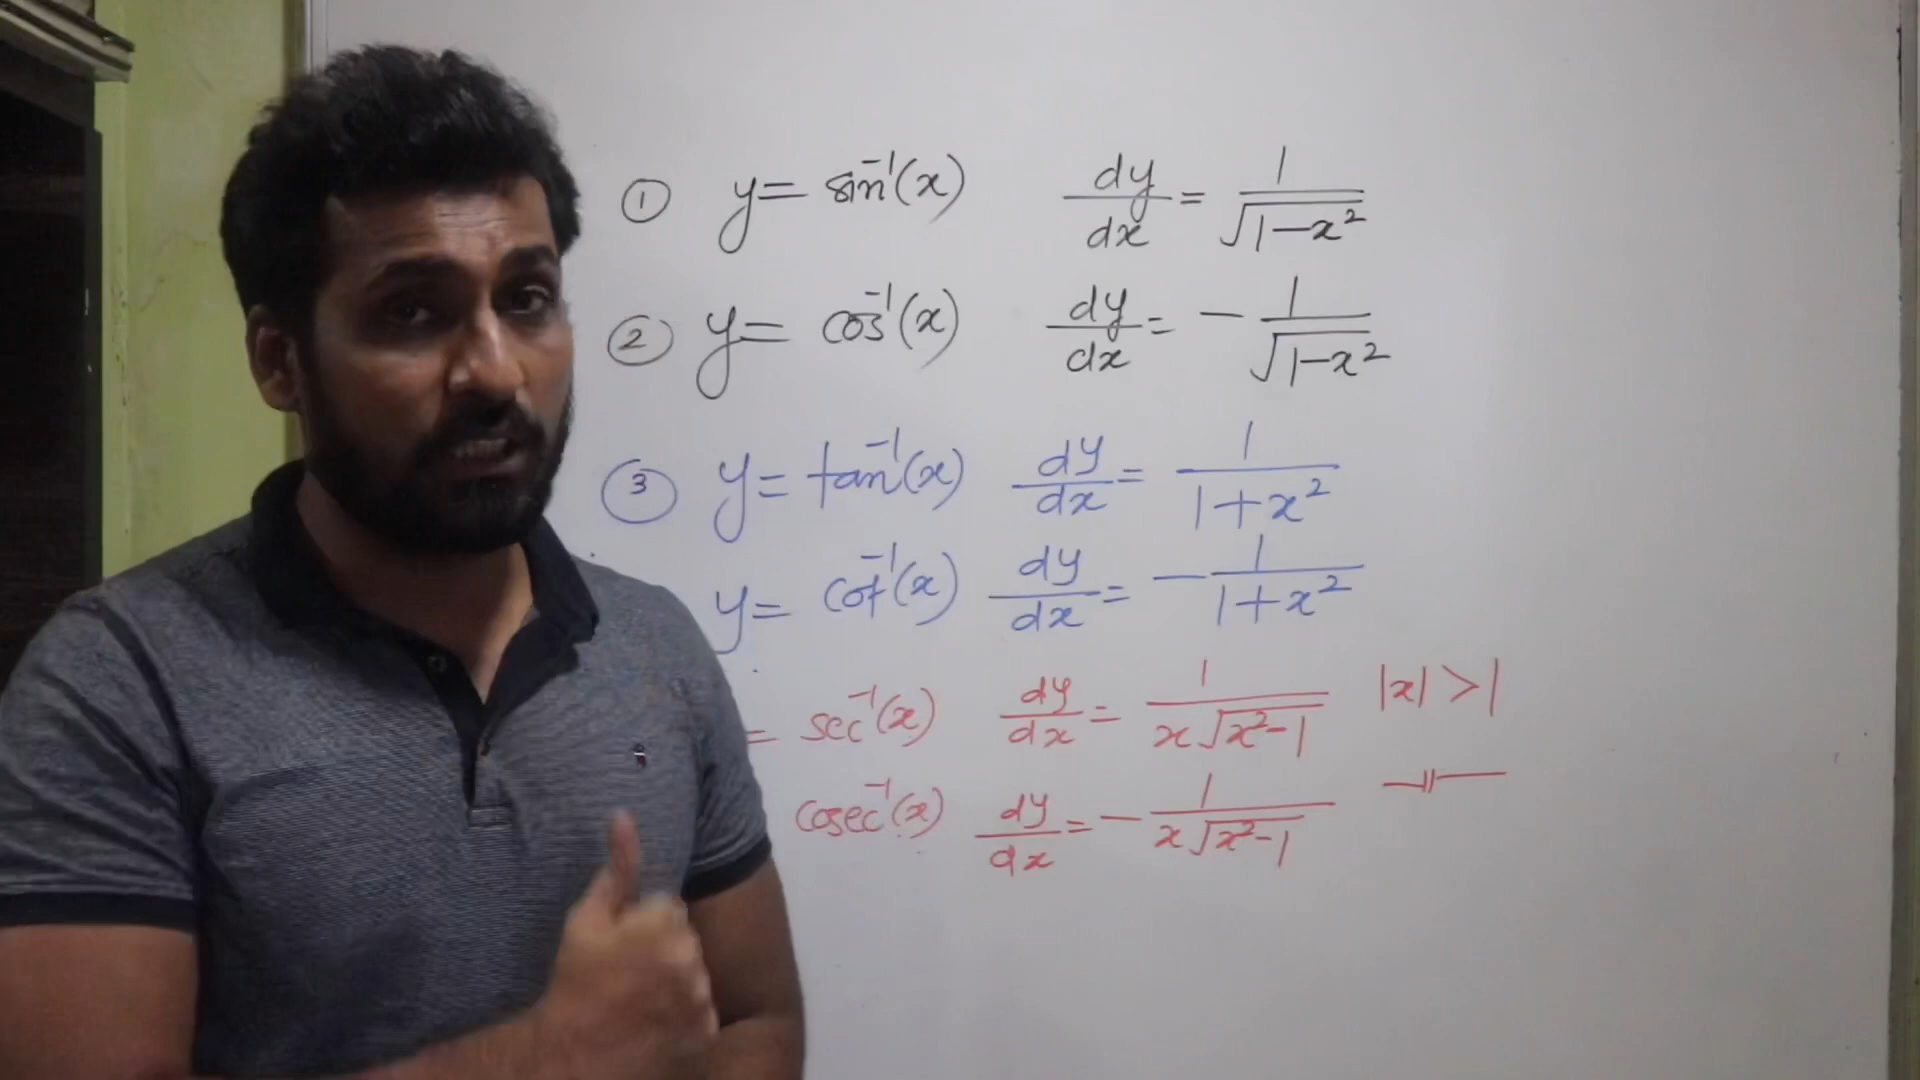 ① y = sin⁻¹(x) dy/dx = 1/√(1-x²)
② y = cos⁻¹(x) dy/dx = - 1/√(1-x²)
③ y = tan⁻¹(x) dy/dx = 1/(1+x²)
y = cot⁻¹(x) dy/dx = - 1/(1+x²)
= sec⁻¹(x) dy/dx = 1/(x√(x²-1)) |x| > 1
cosec⁻¹(x) dy/dx = - 1/(x√(x²-1)) —||—